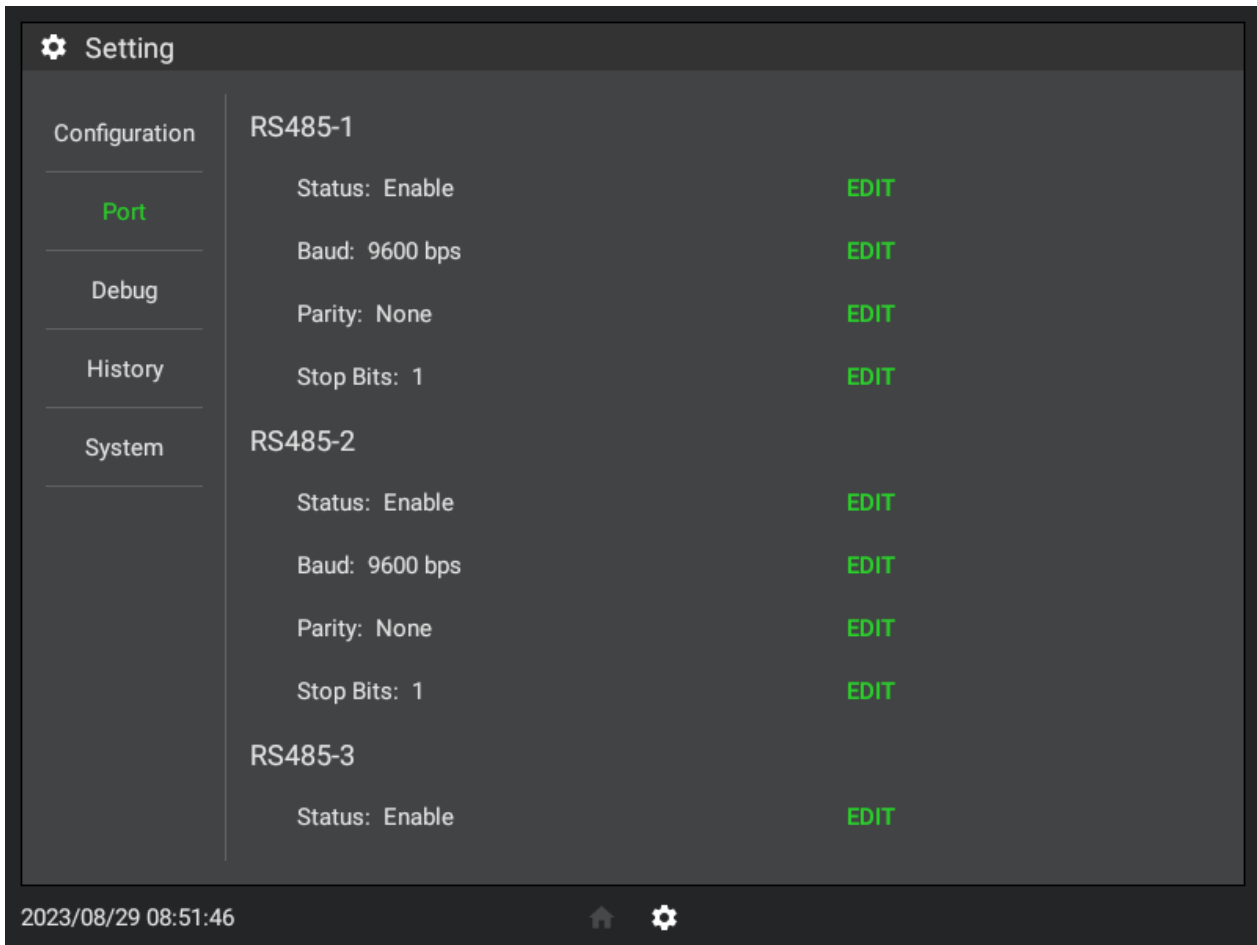 Setting
Configuration
Port
Debug
History
System
RS485-1
Status: Enable EDIT
Baud: 9600 bps EDIT
Parity: None EDIT
Stop Bits: 1 EDIT
RS485-2
Status: Enable EDIT
Baud: 9600 bps EDIT
Parity: None EDIT
Stop Bits: 1 EDIT
RS485-3
Status: Enable EDIT
2023/08/29 08:51:46